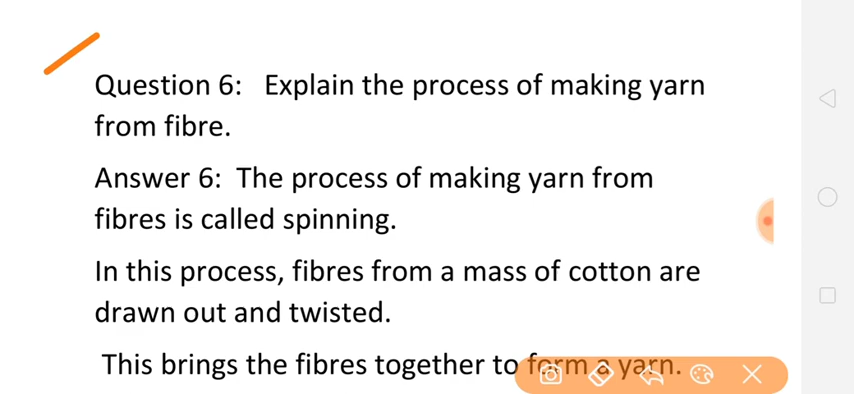 Question 6:   Explain the process of making yarn
from fibre.
Answer 6:  The process of making yarn from
fibres is called spinning.
In this process, fibres from a mass of cotton are
drawn out and twisted.
This brings the fibres together to form a yarn.